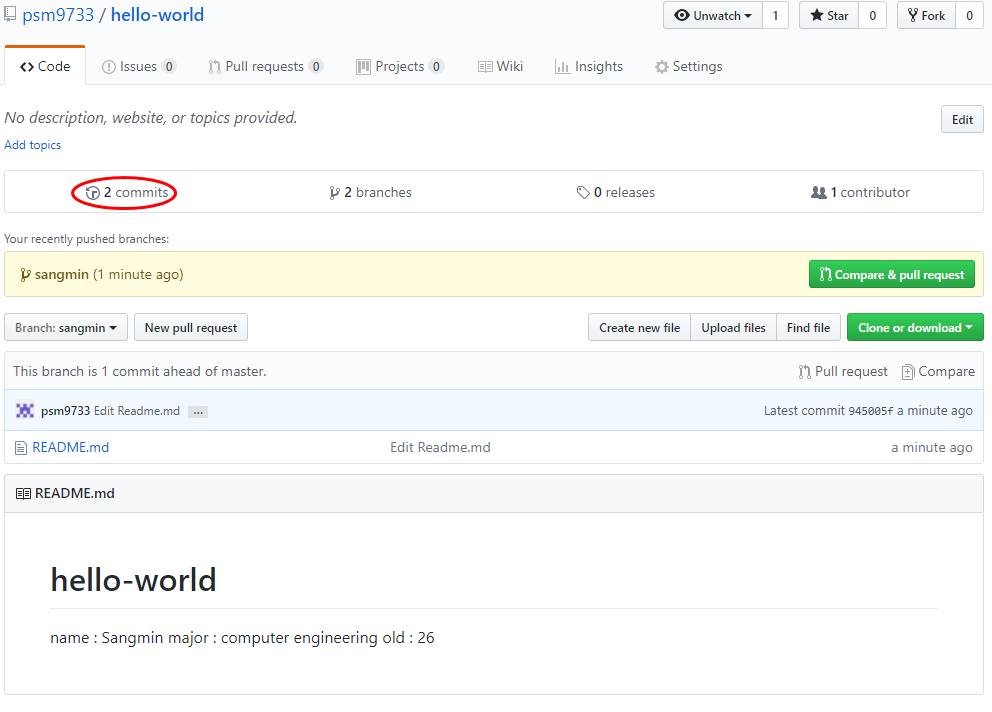 psm9733 / hello-world Unwatch 1 Star 0 Fork 0
Code Issues 0 Pull requests 0 Projects 0 Wiki Insights Settings
No description, website, or topics provided. Edit
Add topics
2 commits 2 branches 0 releases 1 contributor
Your recently pushed branches:
sangmin (1 minute ago) Compare & pull request
Branch: sangmin New pull request Create new file Upload files Find file Clone or download
This branch is 1 commit ahead of master. Pull request Compare
psm9733 Edit Readme.md ... Latest commit 945005f a minute ago
README.md Edit Readme.md a minute ago
README.md
hello-world
name : Sangmin major : computer engineering old : 26